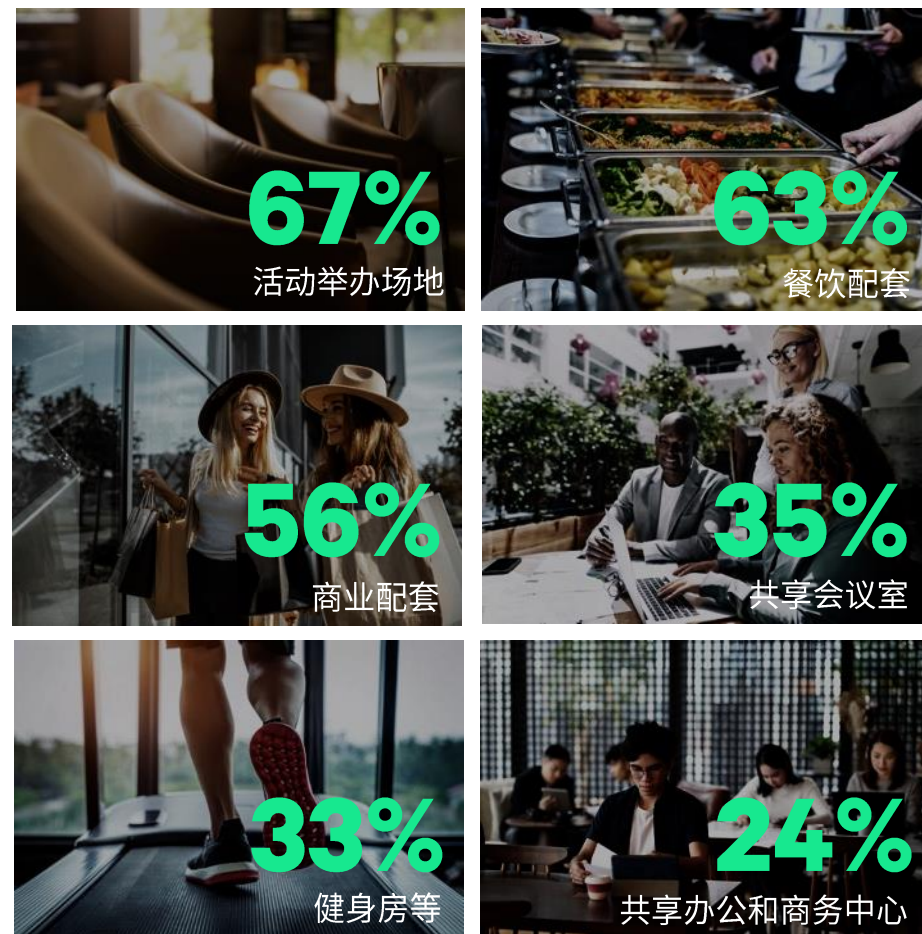 67%
活动举办场地
63%
餐饮配套
56%
商业配套
35%
共享会议室
33%
健身房等
24%
共享办公和商务中心